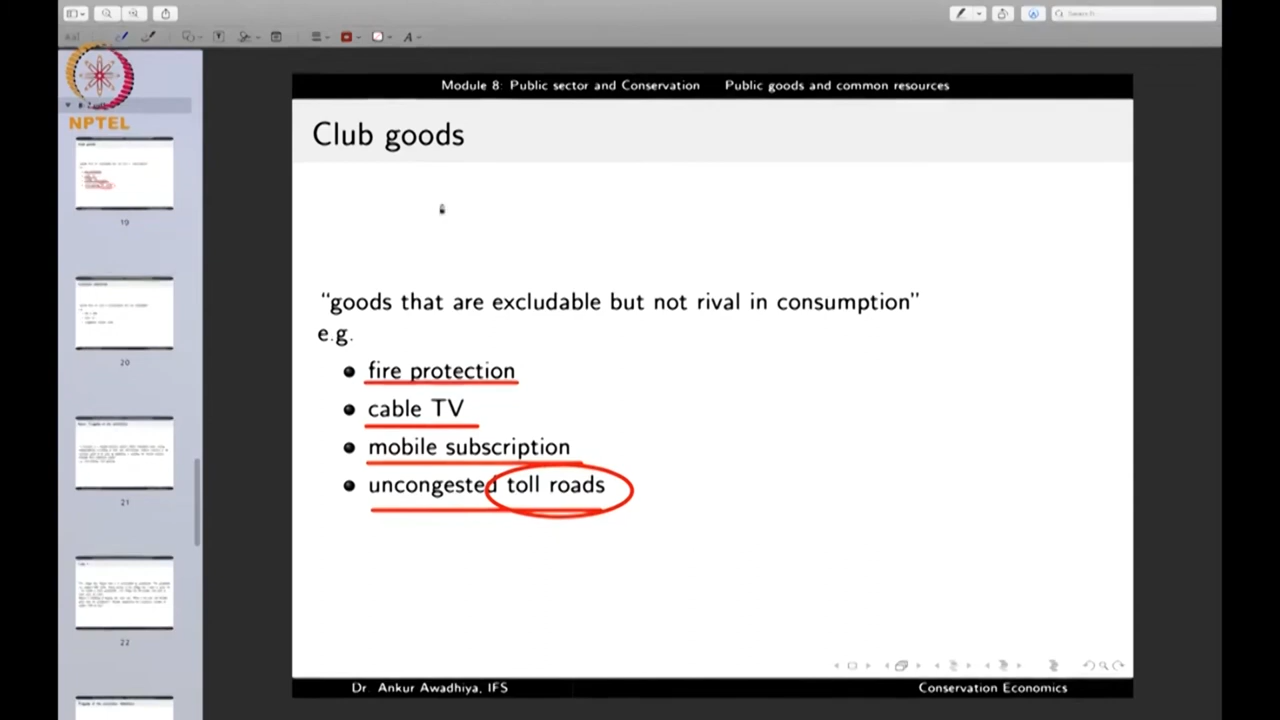 Search
NPTEL
19
20
21
22
Module 8: Public sector and Conservation Public goods and common resources
Club goods
“goods that are excludable but not rival in consumption”
e.g.
fire protection
cable TV
mobile subscription
uncongested toll roads
Dr. Ankur Awadhiya, IFS Conservation Economics